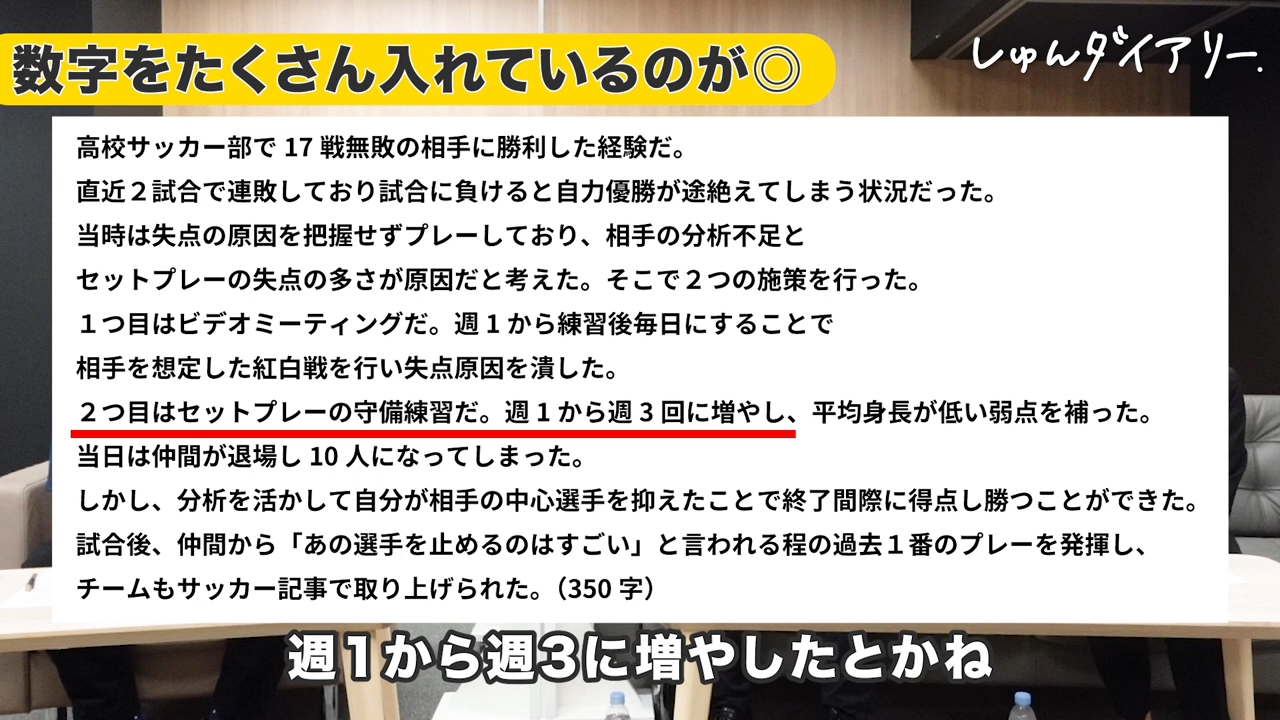 数字をたくさん入れているのが◎
しゅんダイアリー.
高校サッカー部で 17 戦無敗の相手に勝利した経験だ。
直近２試合で連敗しており試合に負けると自力優勝が途絶えてしまう状況だった。
当時は失点の原因を把握せずプレーしており、相手の分析不足と
セットプレーの失点の多さが原因だと考えた。そこで２つの施策を行った。
１つ目はビデオミーティングだ。週 1 から練習後毎日にすることで
相手を想定した紅白戦を行い失点原因を潰した。
２つ目はセットプレーの守備練習だ。週 1 から週 3 回に増やし、平均身長が低い弱点を補った。
当日は仲間が退場し 10 人になってしまった。
しかし、分析を活かして自分が相手の中心選手を抑えたことで終了間際に得点し勝つことができた。
試合後、仲間から「あの選手を止めるのはすごい」と言われる程の過去１番のプレーを発揮し、
チームもサッカー記事で取り上げられた。（350 字）
週1から週3に増やしたとかね